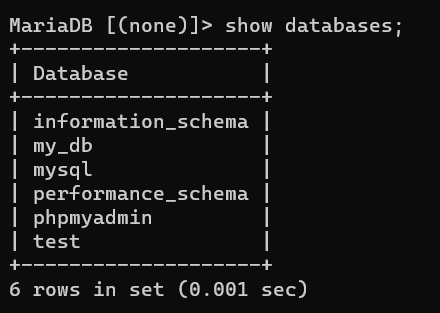 MariaDB [(none)]> show databases;
+--------------------+
| Database           |
+--------------------+
| information_schema |
| my_db              |
| mysql              |
| performance_schema |
| phpmyadmin         |
| test               |
+--------------------+
6 rows in set (0.001 sec)